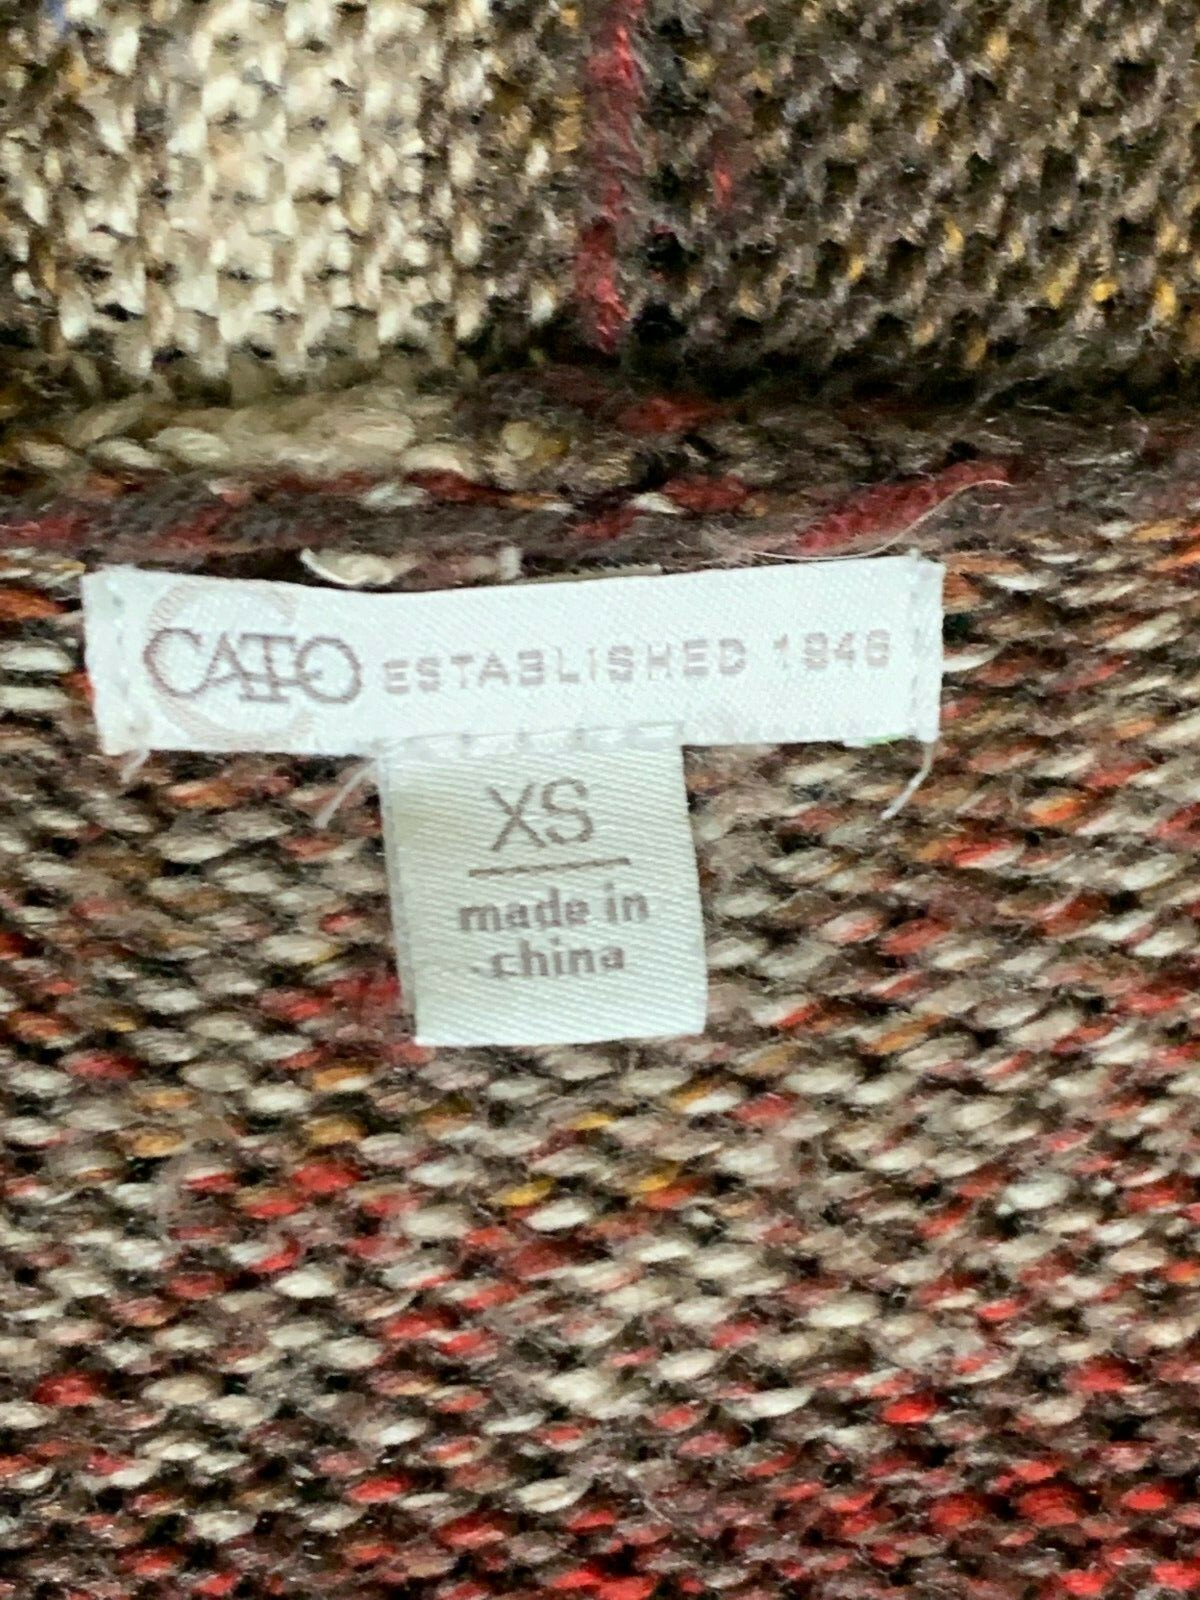 CATO ESTABLISHED 1946
XS
made in
china